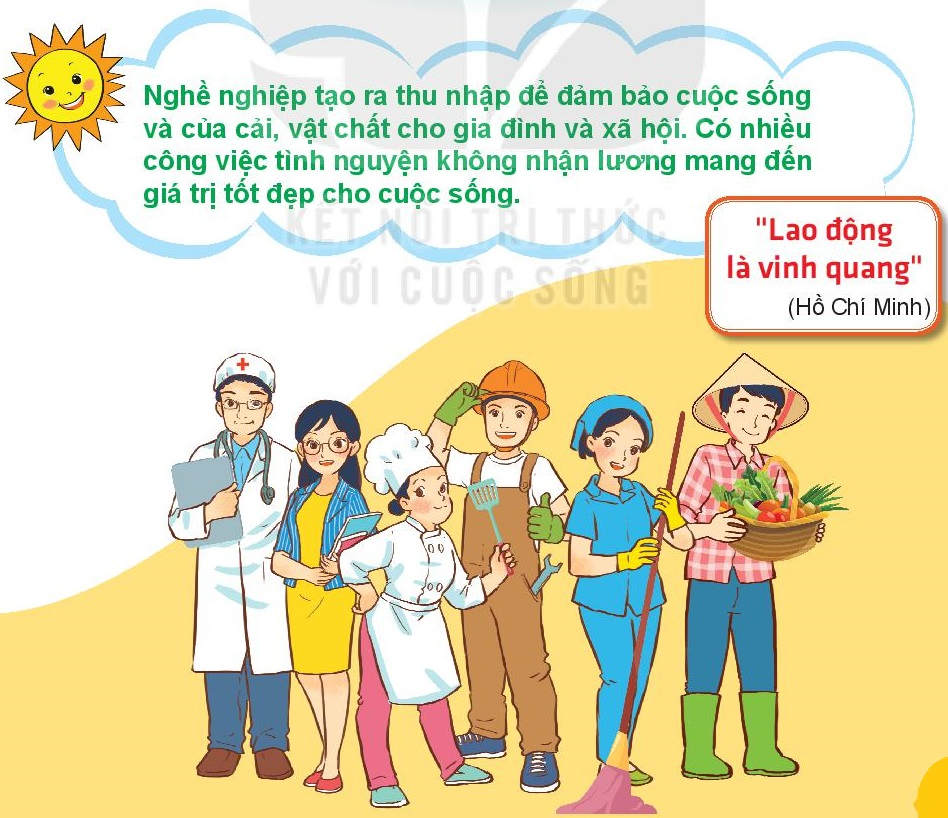 Nghề nghiệp tạo ra thu nhập để đảm bảo cuộc sống
và của cải, vật chất cho gia đình và xã hội. Có nhiều
công việc tình nguyện không nhận lương mang đến
giá trị tốt đẹp cho cuộc sống.
KẾT NỐI TRI THỨC
VỚI CUỘC SỐNG
"Lao động
là vinh quang"
(Hồ Chí Minh)